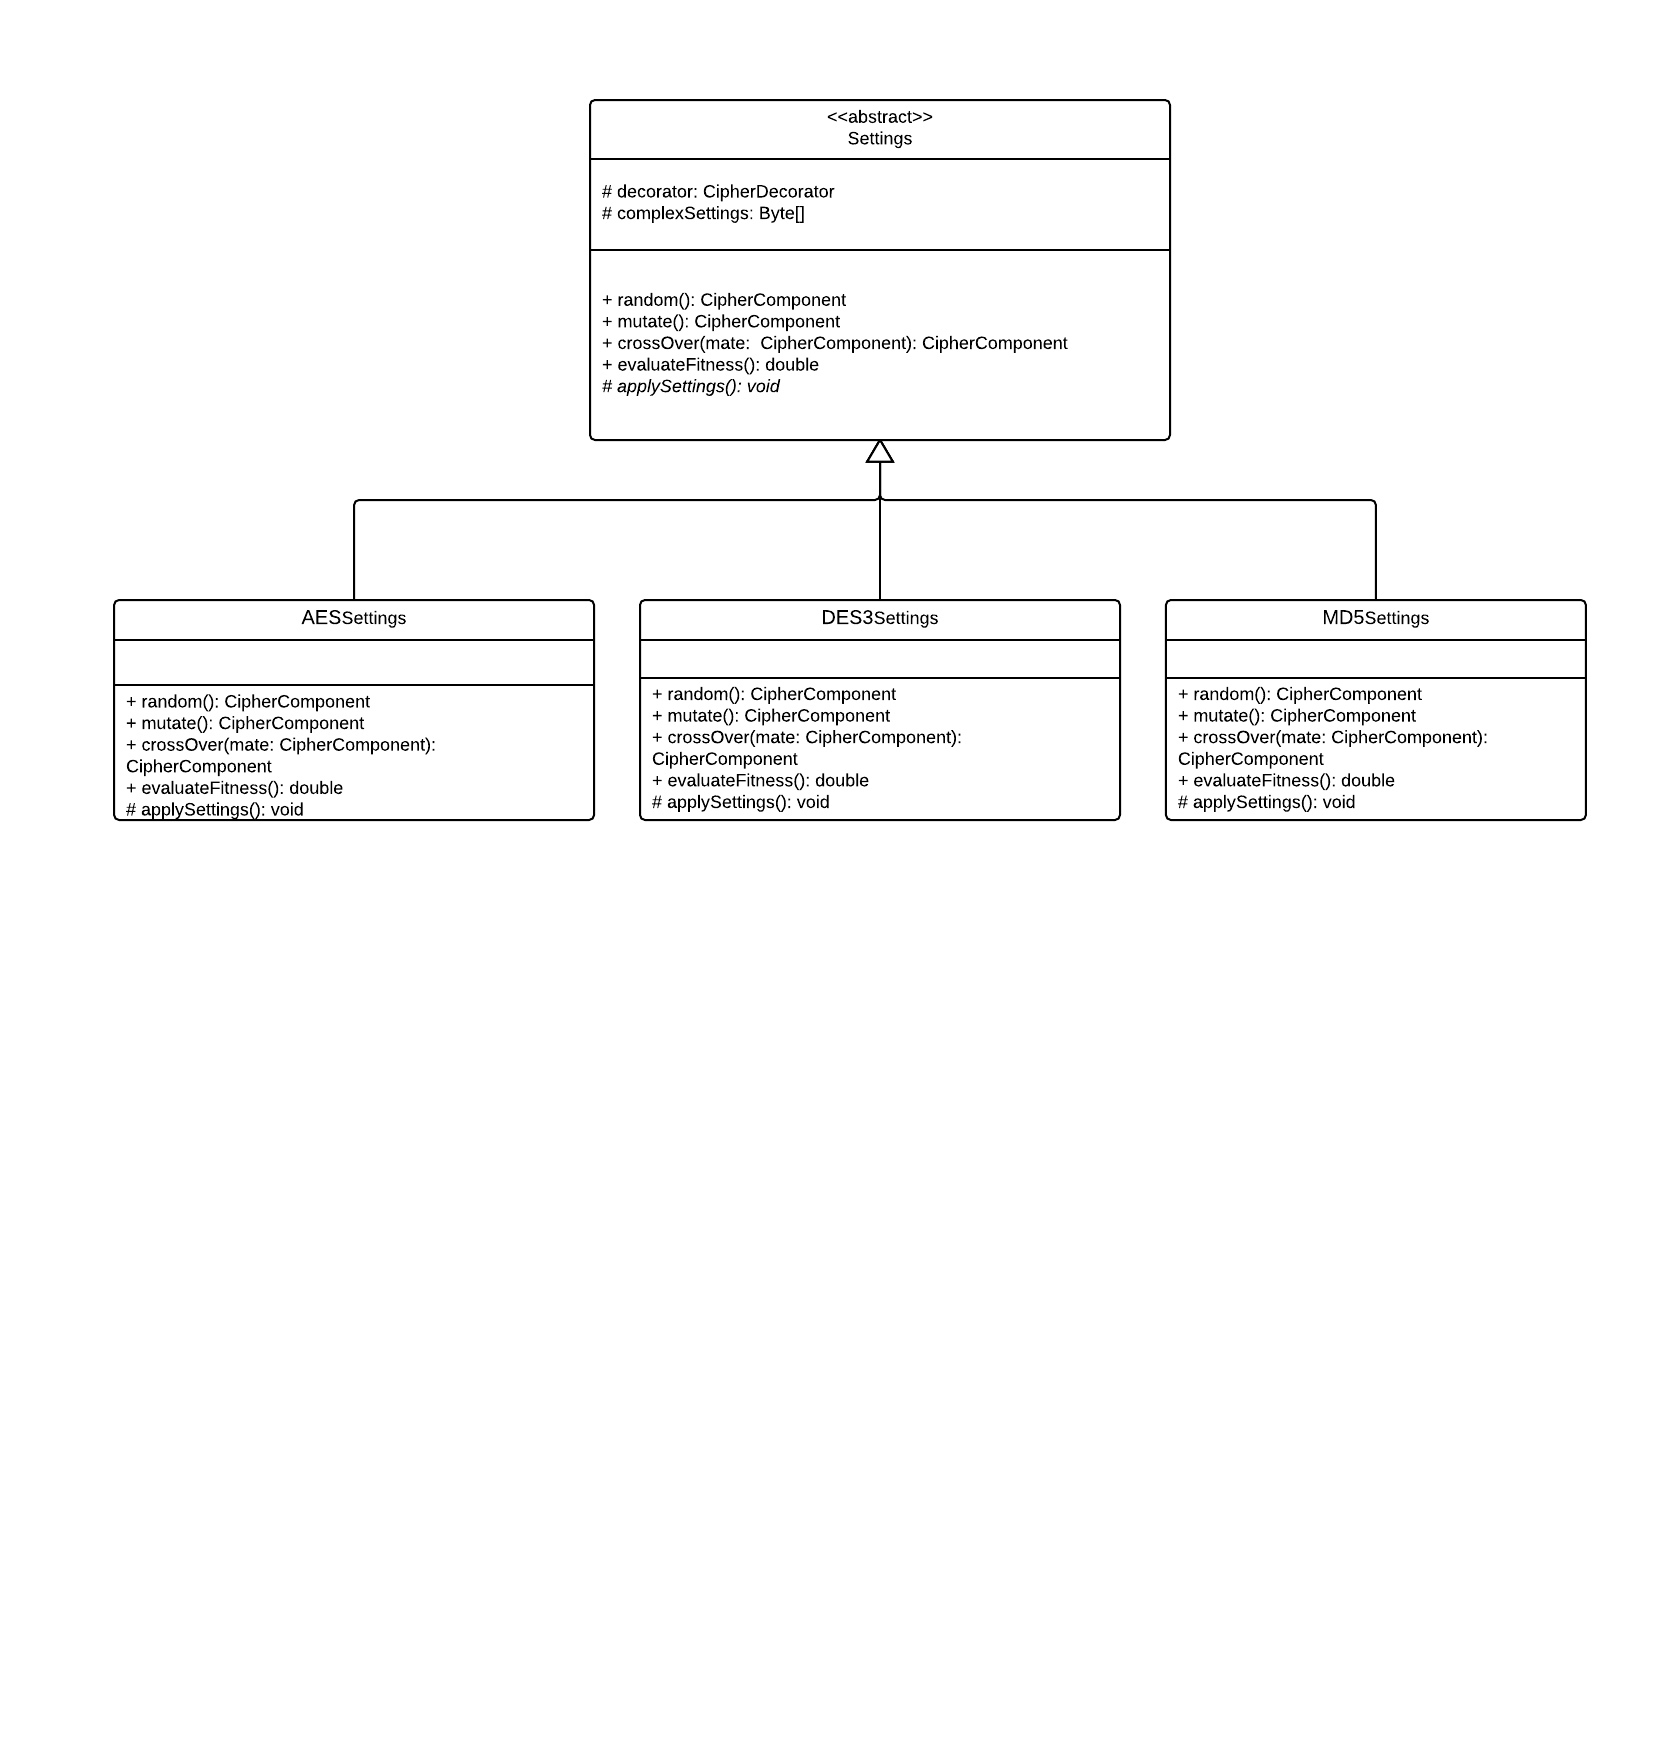 <<abstract>>
Settings
# decorator: CipherDecorator
# complexSettings: Byte[]
+ random(): CipherComponent
+ mutate(): CipherComponent
+ crossOver(mate:  CipherComponent): CipherComponent
+ evaluateFitness(): double
# applySettings(): void
AESSettings
+ random(): CipherComponent
+ mutate(): CipherComponent
+ crossOver(mate: CipherComponent):
CipherComponent
+ evaluateFitness(): double
# applySettings(): void
DES3Settings
+ random(): CipherComponent
+ mutate(): CipherComponent
+ crossOver(mate: CipherComponent):
CipherComponent
+ evaluateFitness(): double
# applySettings(): void
MD5Settings
+ random(): CipherComponent
+ mutate(): CipherComponent
+ crossOver(mate: CipherComponent):
CipherComponent
+ evaluateFitness(): double
# applySettings(): void